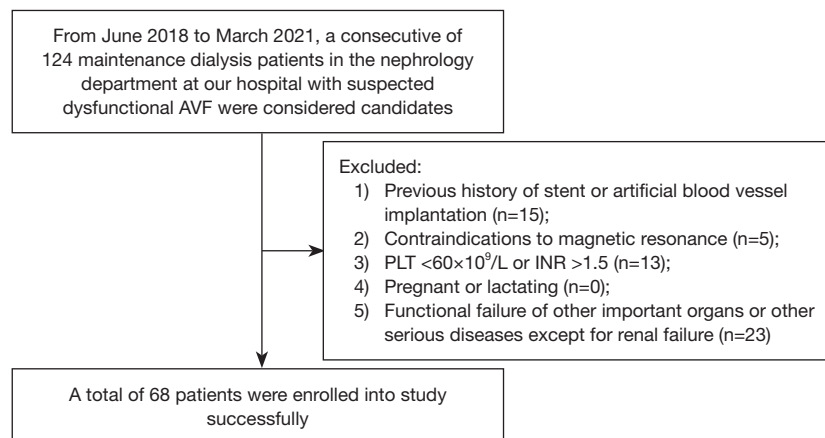 From June 2018 to March 2021, a consecutive of
124 maintenance dialysis patients in the nephrology
department at our hospital with suspected
dysfunctional AVF were considered candidates
Excluded:
1) Previous history of stent or artificial blood vessel
implantation (n=15);
2) Contraindications to magnetic resonance (n=5);
3) PLT <60×10⁹/L or INR >1.5 (n=13);
4) Pregnant or lactating (n=0);
5) Functional failure of other important organs or other
serious diseases except for renal failure (n=23)
A total of 68 patients were enrolled into study
successfully